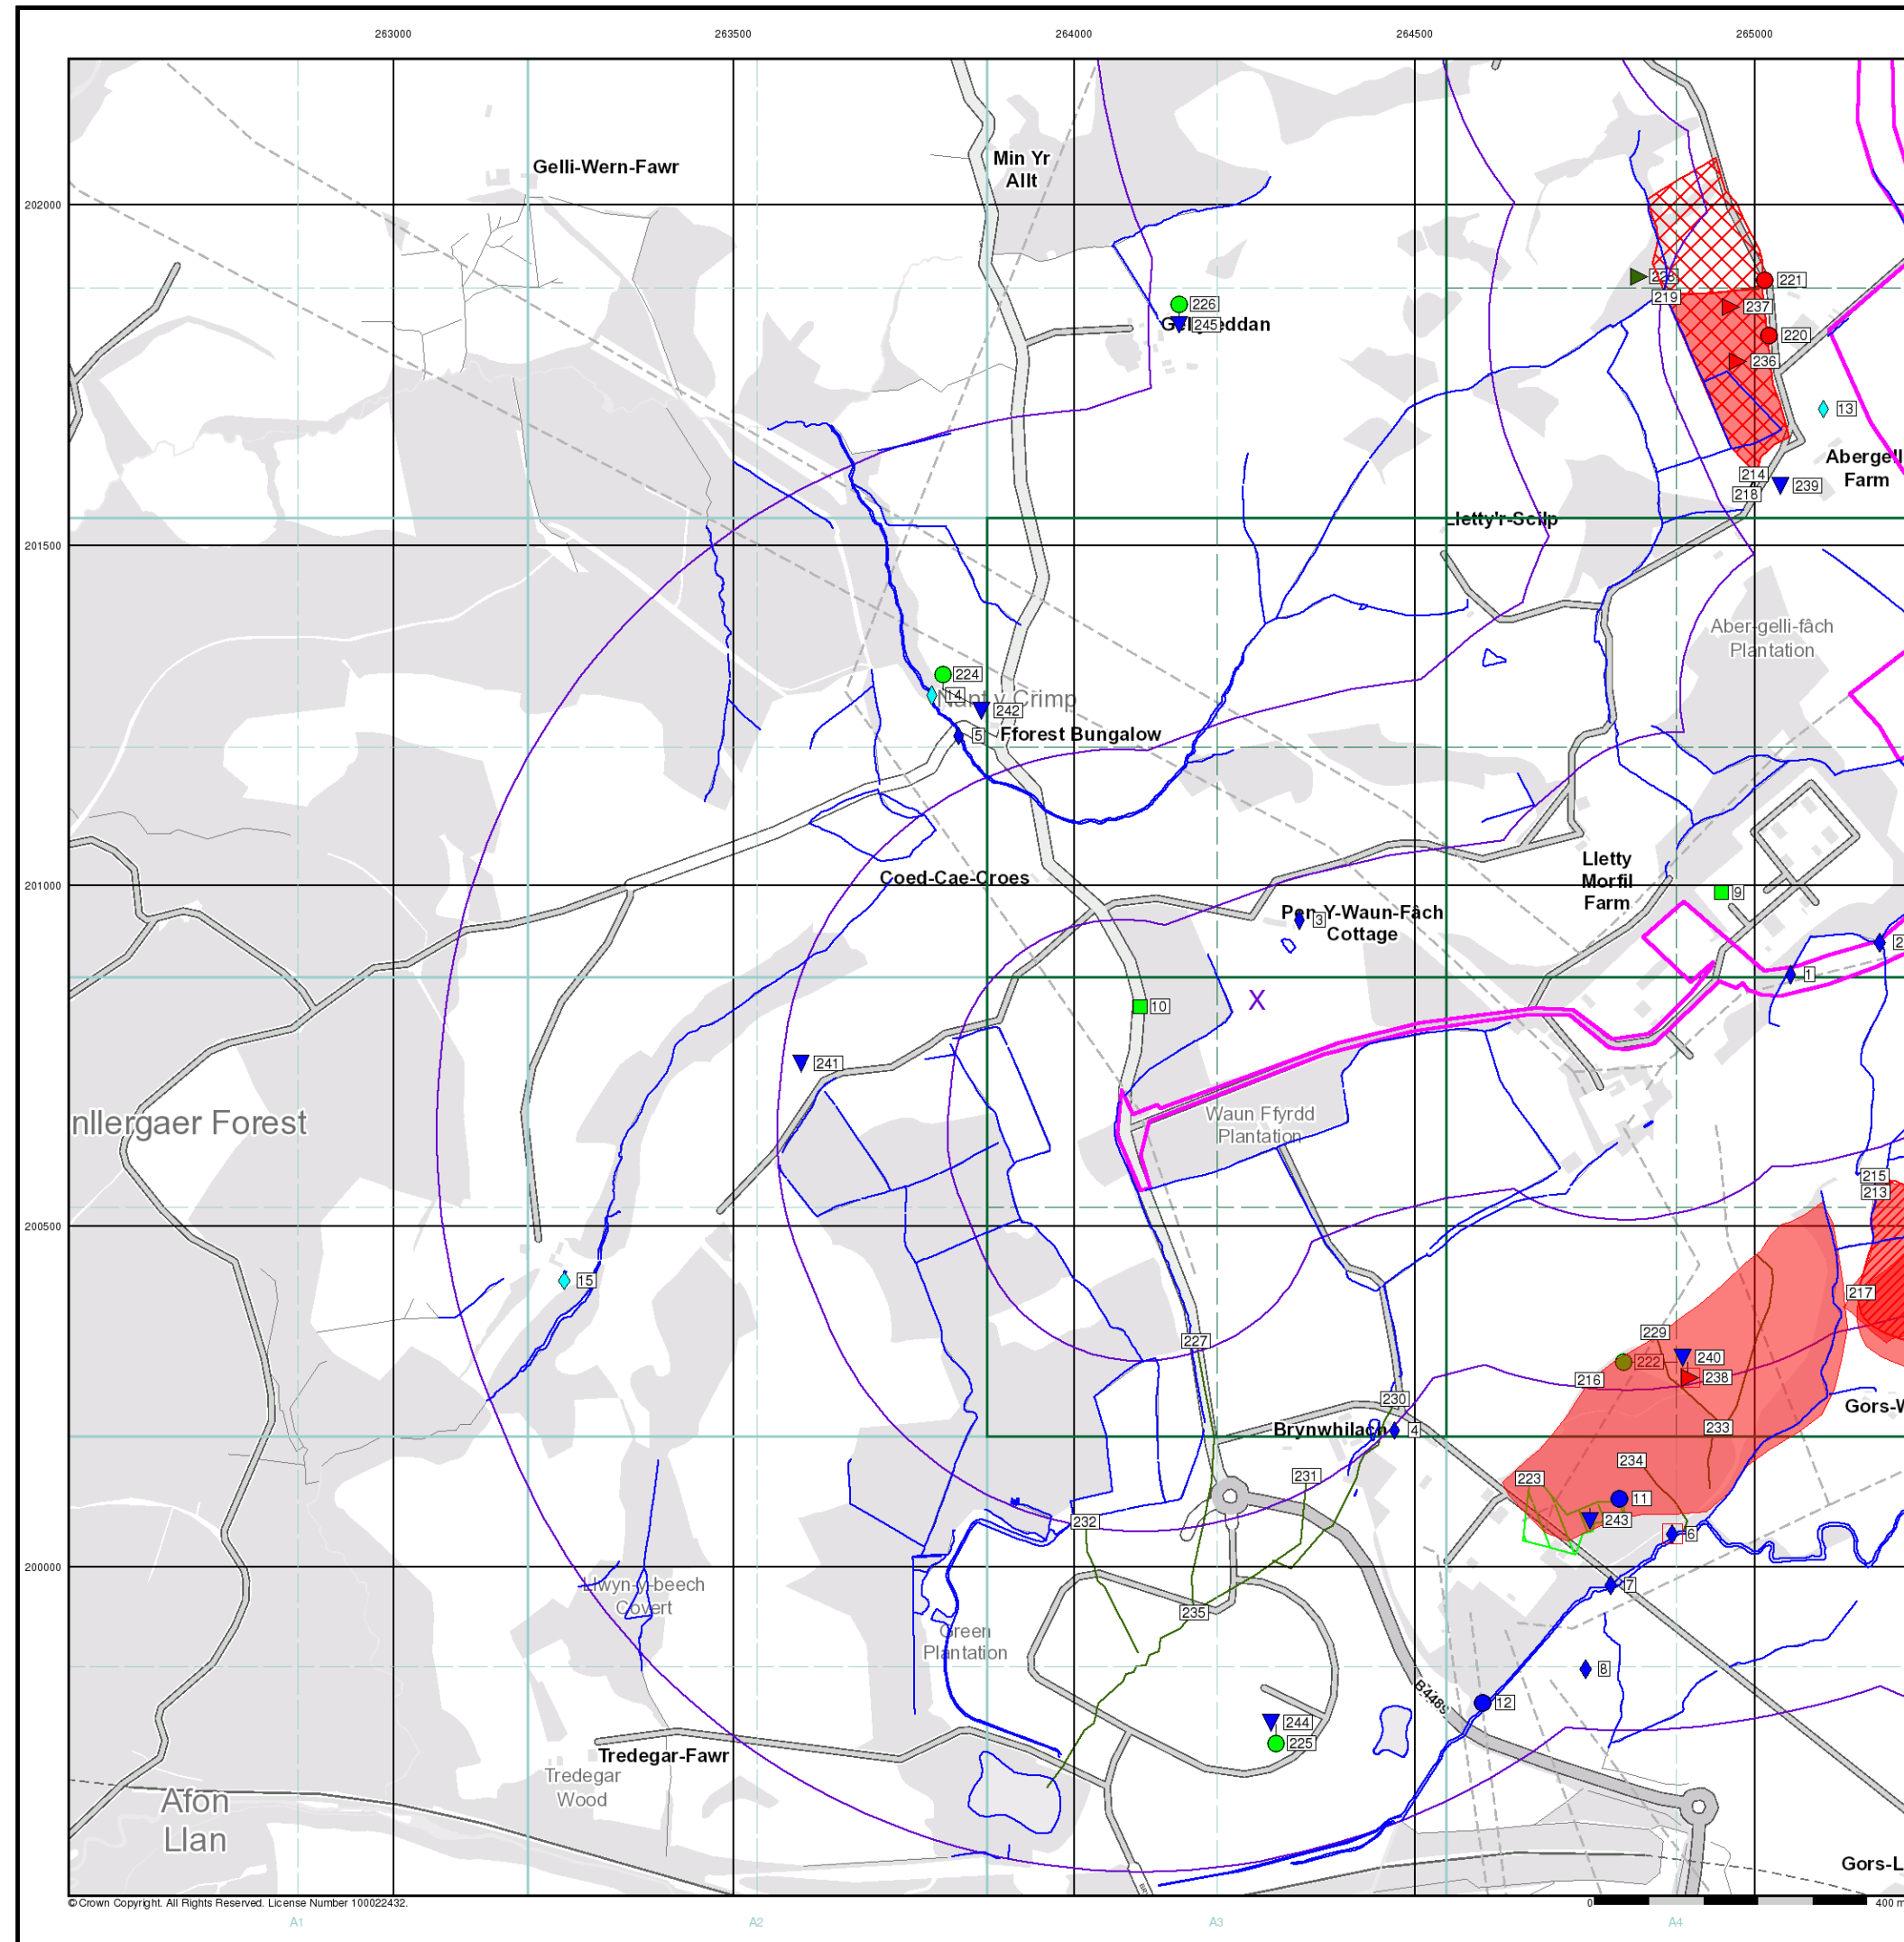 263000 263500 264000 264500 265000
202000
201500
201000
200500
200000
Gelli-Wern-Fawr
Min Yr
Allt
226
245
221
219
237
220
236
13
Abergell
Farm
214
218
239
Lletty'r-Scilp
Aber-gelli-fâch
Plantation
224
14
Nant y Crimp
242
5
Fforest Bungalow
Coed-Cae-Croes
Pen-Y-Waun-Fâch
Cottage
3
Lletty
Morfil
Farm
9
2
1
X
10
241
nllergaer Forest
Waun Ffyrdd
Plantation
215
213
217
15
227
229
240
222
238
216
230
233
Gors-W
Brynwhilach
4
234
223
231
11
232
243
6
7
Llwyn-y-beech
Covert
235
Green
Plantation
8
B4489
12
244
225
Tredegar-Fawr
Tredegar
Wood
Afon
Llan
Gors-L
© Crown Copyright. All Rights Reserved. License Number 100022432.
0 400 m
A1 A2 A3 A4